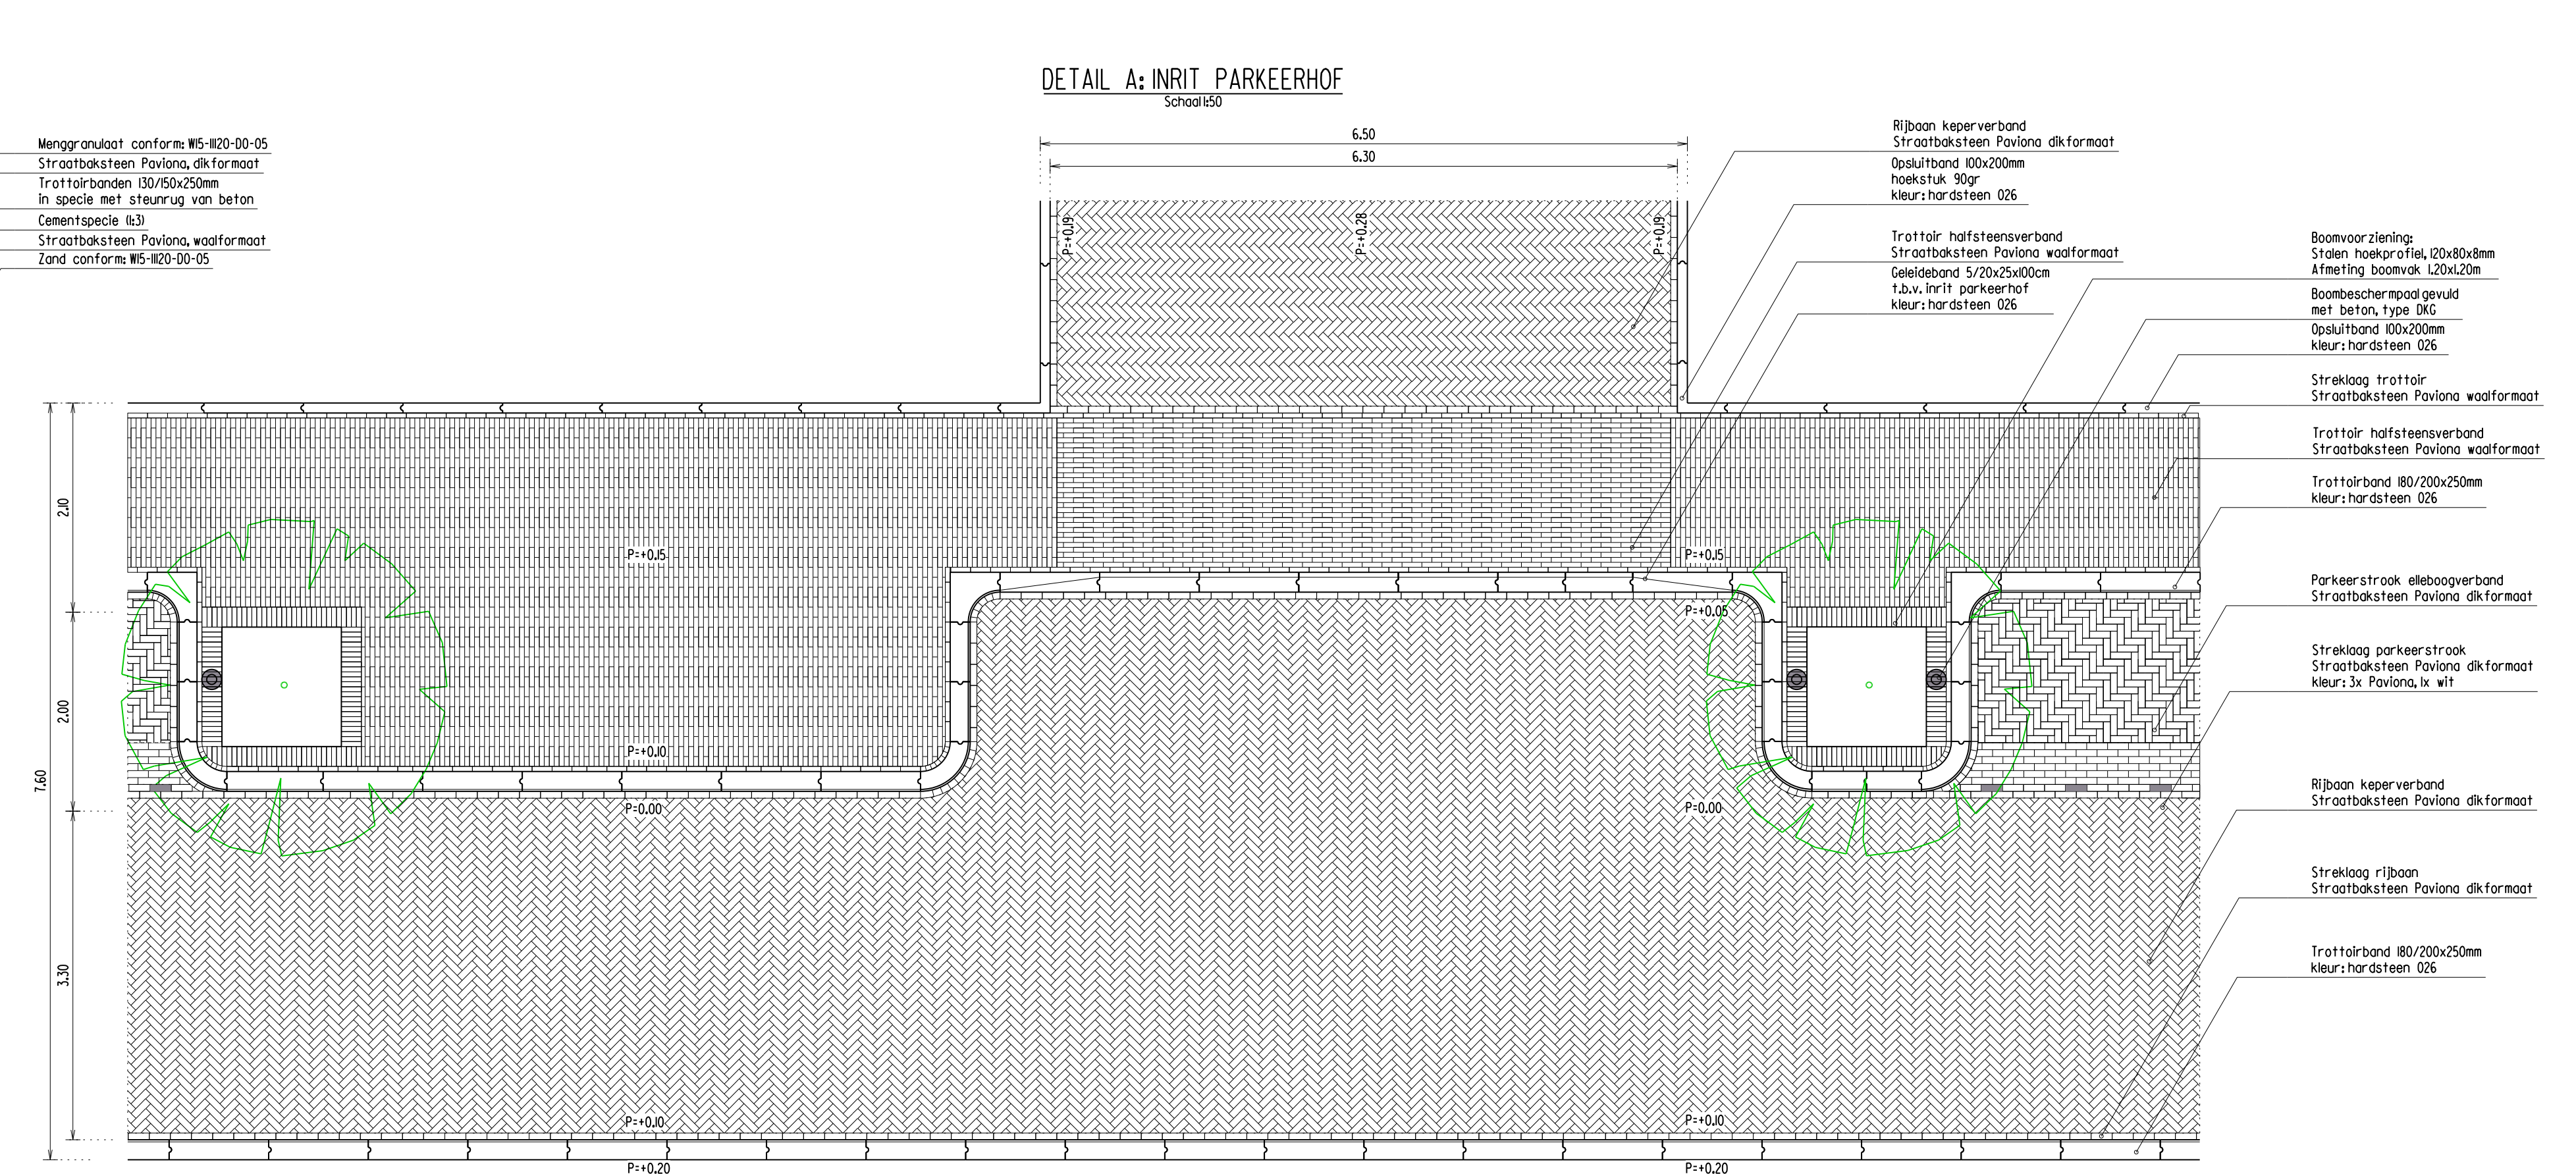 DETAIL A: INRIT PARKEERHOF
Schaal 1:50
Menggranulaat conform: W15-11120-D0-05
Straatbaksteen Paviona, dikformaat
Trottoirbanden 130/150x250mm
in specie met steunrug van beton
Cementspecie (1:3)
Straatbaksteen Paviona, waalformaat
Zand conform: W15-11120-D0-05
6.50
6.30
P=+0.19
P=+0.28
P=+0.19
Rijbaan keperverband
Straatbaksteen Paviona dikformaat
Opsluitband 100x200mm
hoekstuk 90gr
kleur: hardsteen 026
Trottoir halfsteensverband
Straatbaksteen Paviona waalformaat
Geleideband 5/20x25x100cm
t.b.v. inrit parkeerhof
kleur: hardsteen 026
Boomvoorziening:
Stalen hoekprofiel, 120x80x8mm
Afmeting boomvak 1.20x1.20m
Boombeschermpaal gevuld
met beton, type DKG
Opsluitband 100x200mm
kleur: hardsteen 026
Streklaag trottoir
Straatbaksteen Paviona waalformaat
Trottoir halfsteensverband
Straatbaksteen Paviona waalformaat
Trottoirband 180/200x250mm
kleur: hardsteen 026
Parkeerstrook elleboogverband
Straatbaksteen Paviona dikformaat
Streklaag parkeerstrook
Straatbaksteen Paviona dikformaat
kleur: 3x Paviona, 1x wit
Rijbaan keperverband
Straatbaksteen Paviona dikformaat
Streklaag rijbaan
Straatbaksteen Paviona dikformaat
Trottoirband 180/200x250mm
kleur: hardsteen 026
2.10
2.00
7.60
3.30
P=+0.15
P=+0.15
P=+0.05
P=+0.10
P=0.00
P=0.00
P=+0.10
P=+0.10
P=+0.20
P=+0.20